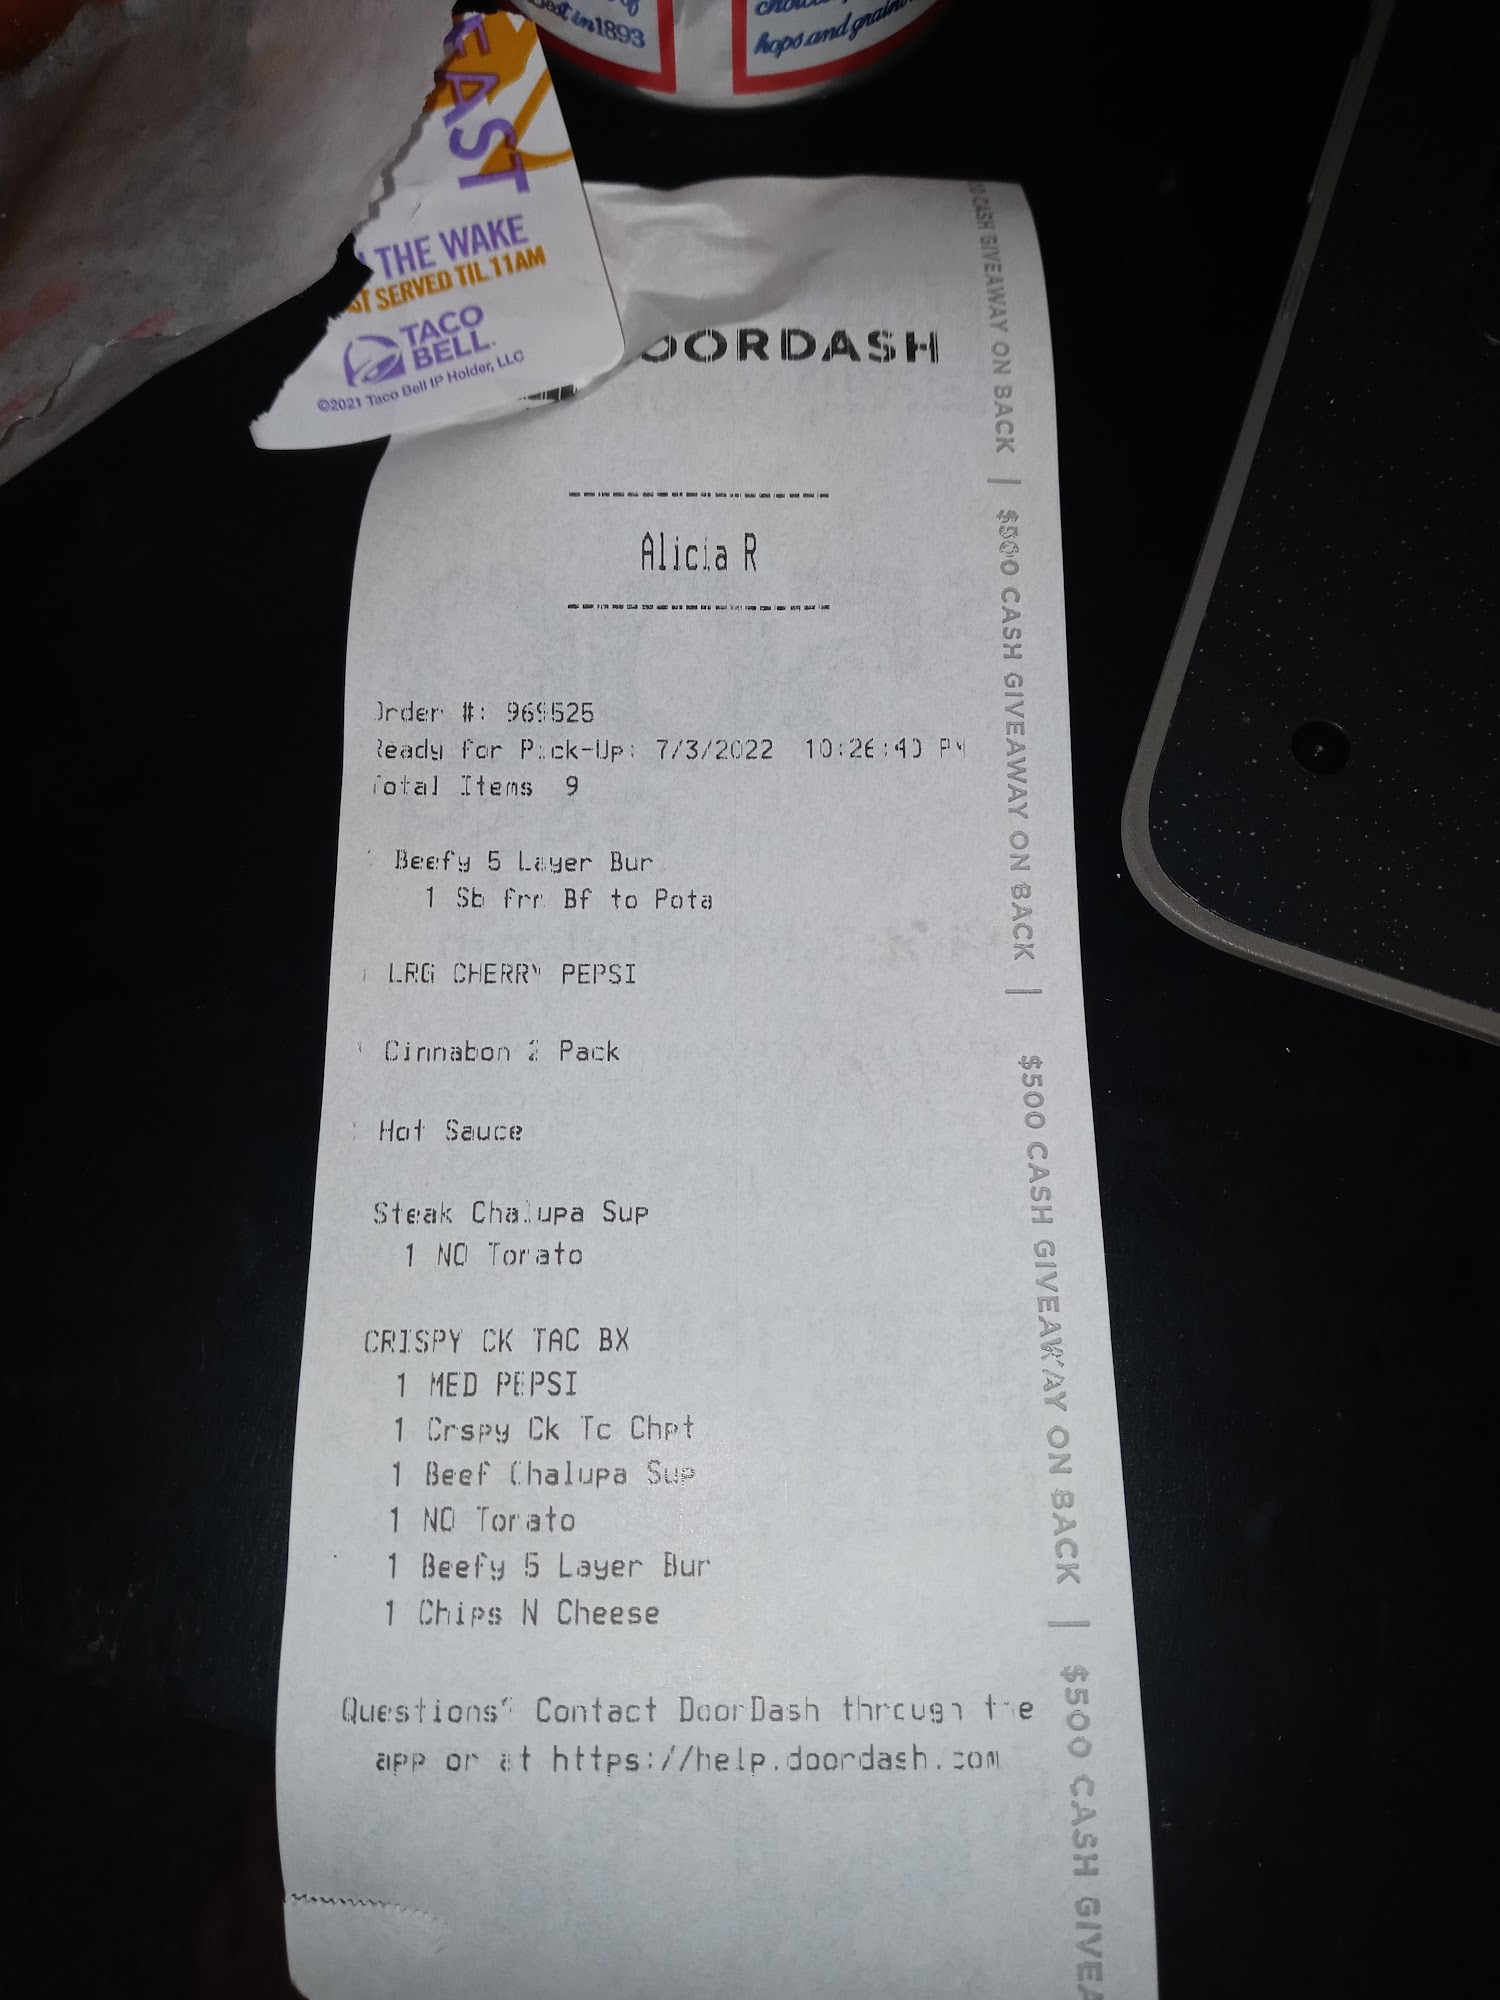 est in 1893
hops and grain
EAST
THE WAKE
ST SERVED TIL 11AM
TACO
BELL
©2021 Taco Bell IP Holder, LLC
OORDASH
Alicia R
Order #: 969525
Ready for Pick-Up: 7/3/2022 10:26:40 PM
Total Items 9
Beefy 5 Layer Bur
1 Sb frm Bf to Pota
LRG CHERRY PEPSI
Cinnabon 2 Pack
Hot Sauce
Steak Chalupa Sup
1 NO Tomato
CRISPY CK TAC BX
1 MED PEPSI
1 Crspy Ck Tc Chpt
1 Beef Chalupa Sup
1 NO Tomato
1 Beefy 5 Layer Bur
1 Chips N Cheese
Questions? Contact DoorDash through the
app or at https://help.doordash.com
CASH GIVEAWAY ON BACK | $500 CASH GIVEAWAY ON BACK | $500 CASH GIVEAWAY ON BACK | $500 CASH GIVEA